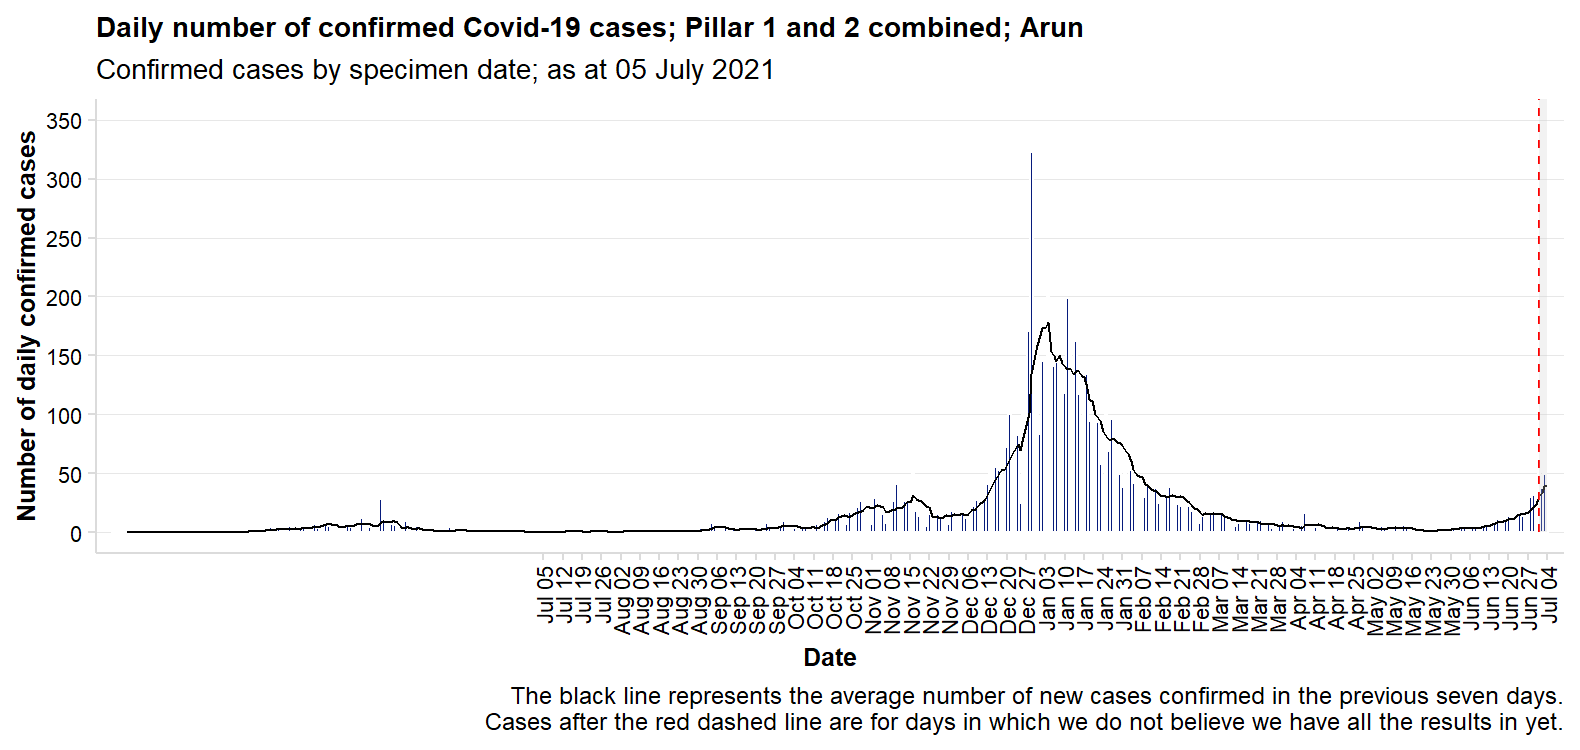 Daily number of confirmed Covid-19 cases; Pillar 1 and 2 combined; Arun
Confirmed cases by specimen date; as at 05 July 2021
Number of daily confirmed cases
350
300
250
200
150
100
50
0
Jul 05
Jul 12
Jul 19
Jul 26
Aug 02
Aug 09
Aug 16
Aug 23
Aug 30
Sep 06
Sep 13
Sep 20
Sep 27
Oct 04
Oct 11
Oct 18
Oct 25
Nov 01
Nov 08
Nov 15
Nov 22
Nov 29
Dec 06
Dec 13
Dec 20
Dec 27
Jan 03
Jan 10
Jan 17
Jan 24
Jan 31
Feb 07
Feb 14
Feb 21
Feb 28
Mar 07
Mar 14
Mar 21
Mar 28
Apr 04
Apr 11
Apr 18
Apr 25
May 02
May 09
May 16
May 23
May 30
Jun 06
Jun 13
Jun 20
Jun 27
Jul 04
Date
The black line represents the average number of new cases confirmed in the previous seven days.
Cases after the red dashed line are for days in which we do not believe we have all the results in yet.